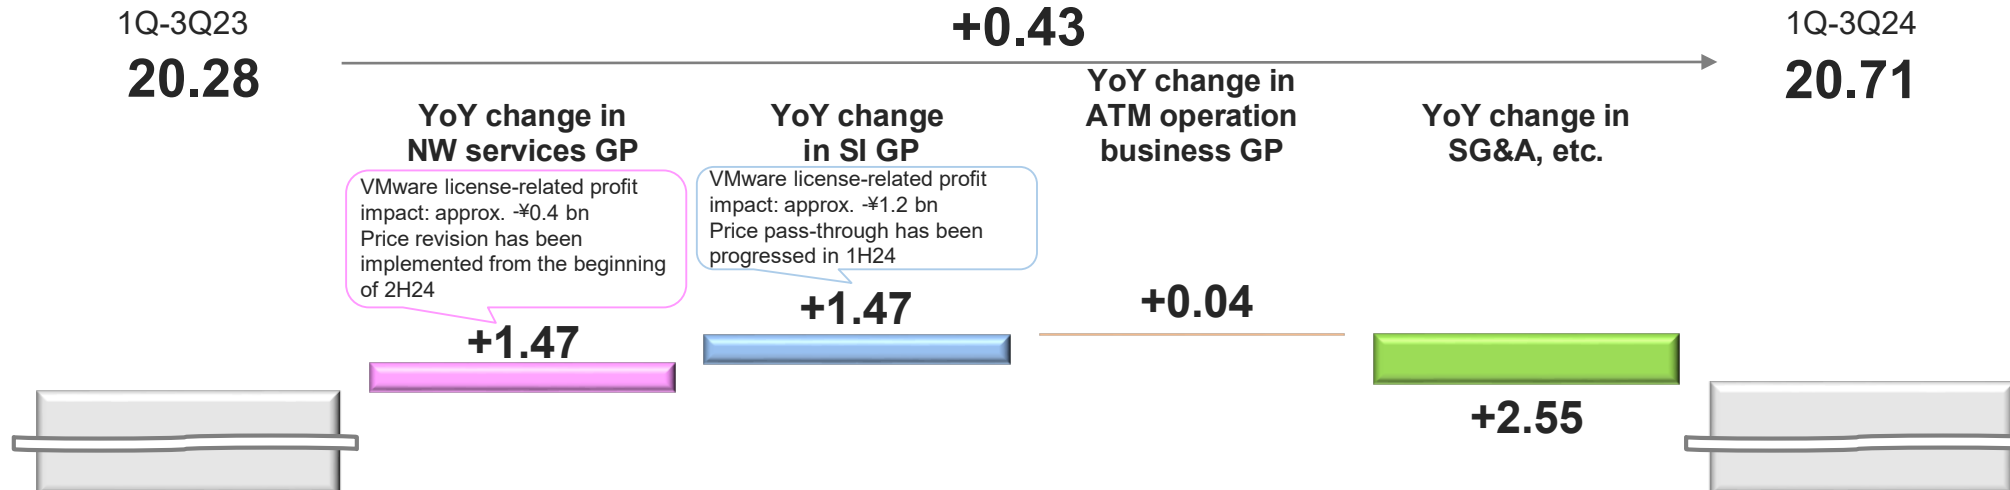 1Q-3Q23
20.28
+0.43
1Q-3Q24
20.71
YoY change in
NW services GP
YoY change
in SI GP
YoY change in
ATM operation
business GP
YoY change in
SG&A, etc.
VMware license-related profit
impact: approx. -¥0.4 bn
Price revision has been
implemented from the beginning
of 2H24
VMware license-related profit
impact: approx. -¥1.2 bn
Price pass-through has been
progressed in 1H24
+1.47
+1.47
+0.04
+2.55